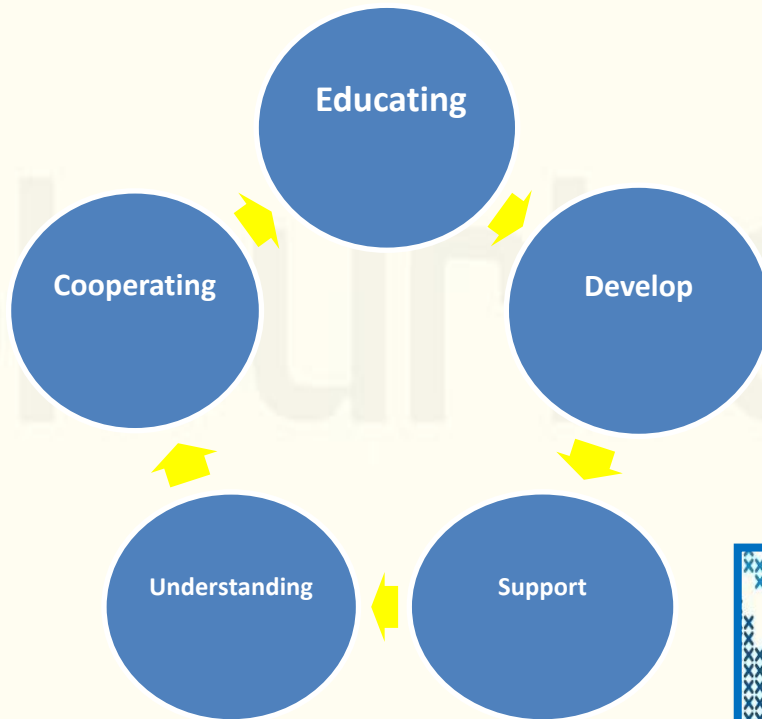 Educating
Develop
Support
Understanding
Cooperating